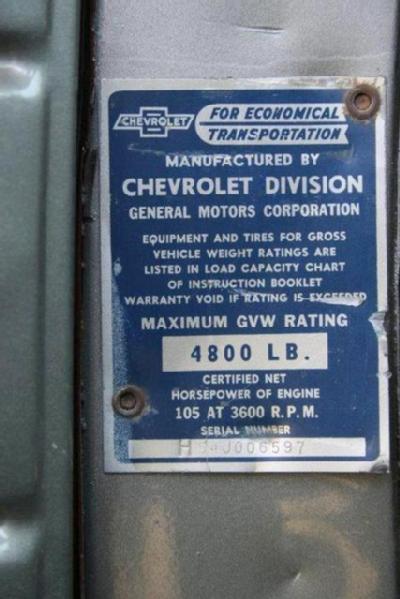 CHEVROLET
FOR ECONOMICAL
TRANSPORTATION
MANUFACTURED BY
CHEVROLET DIVISION
GENERAL MOTORS CORPORATION
EQUIPMENT AND TIRES FOR GROSS
VEHICLE WEIGHT RATINGS ARE
LISTED IN LOAD CAPACITY CHART
OF INSTRUCTION BOOKLET
WARRANTY VOID IF RATING IS EXCEEDED
MAXIMUM GVW RATING
4800 LB.
CERTIFIED NET
HORSEPOWER OF ENGINE
105 AT 3600 R.P.M.
SERIAL NUMBER